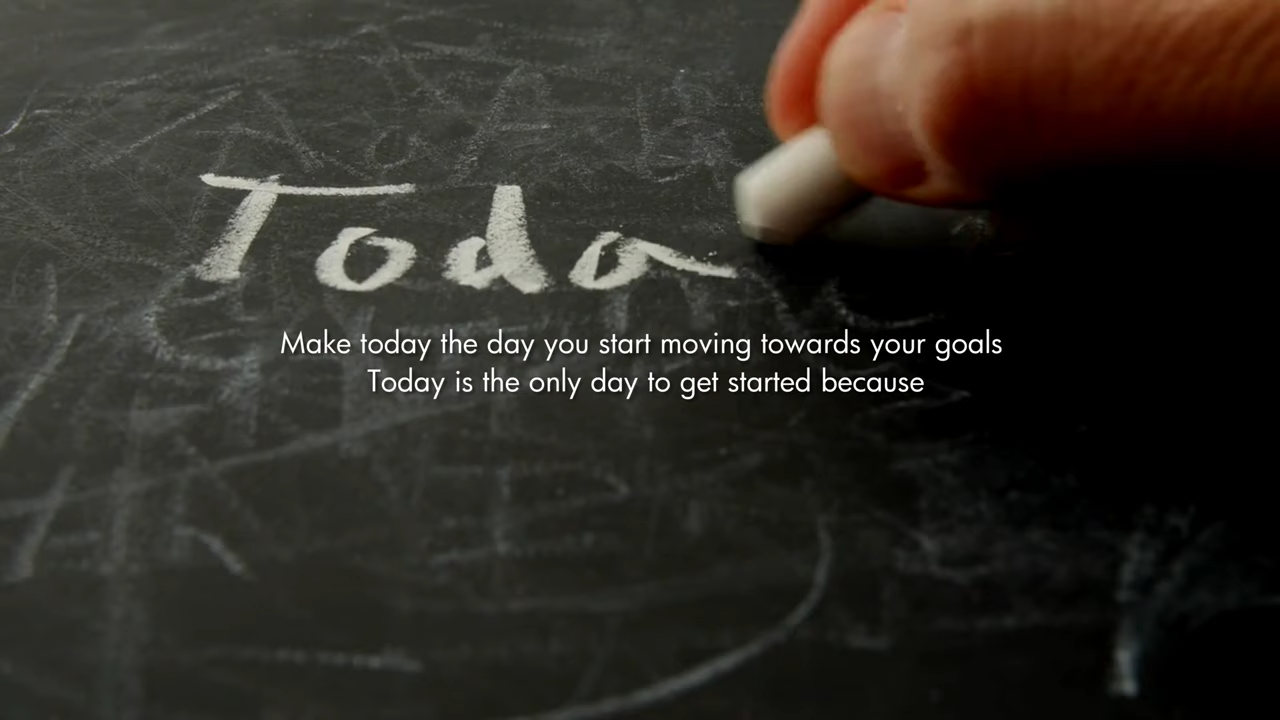 Toda
Make today the day you start moving towards your goals
Today is the only day to get started because